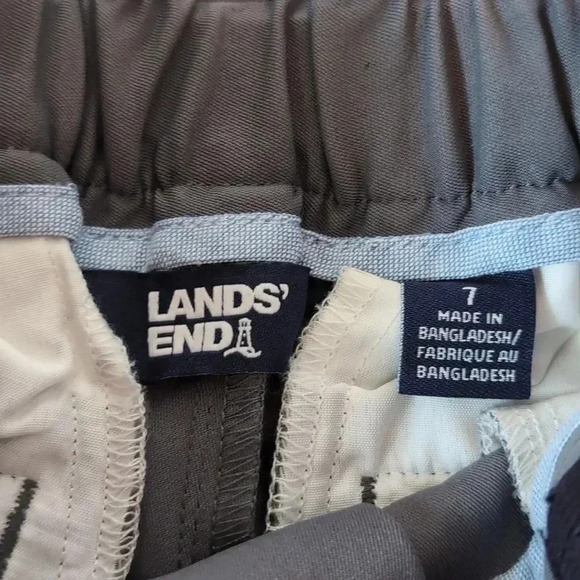 LANDS'
END
7
MADE IN
BANGLADESH/
FABRIQUE AU
BANGLADESH